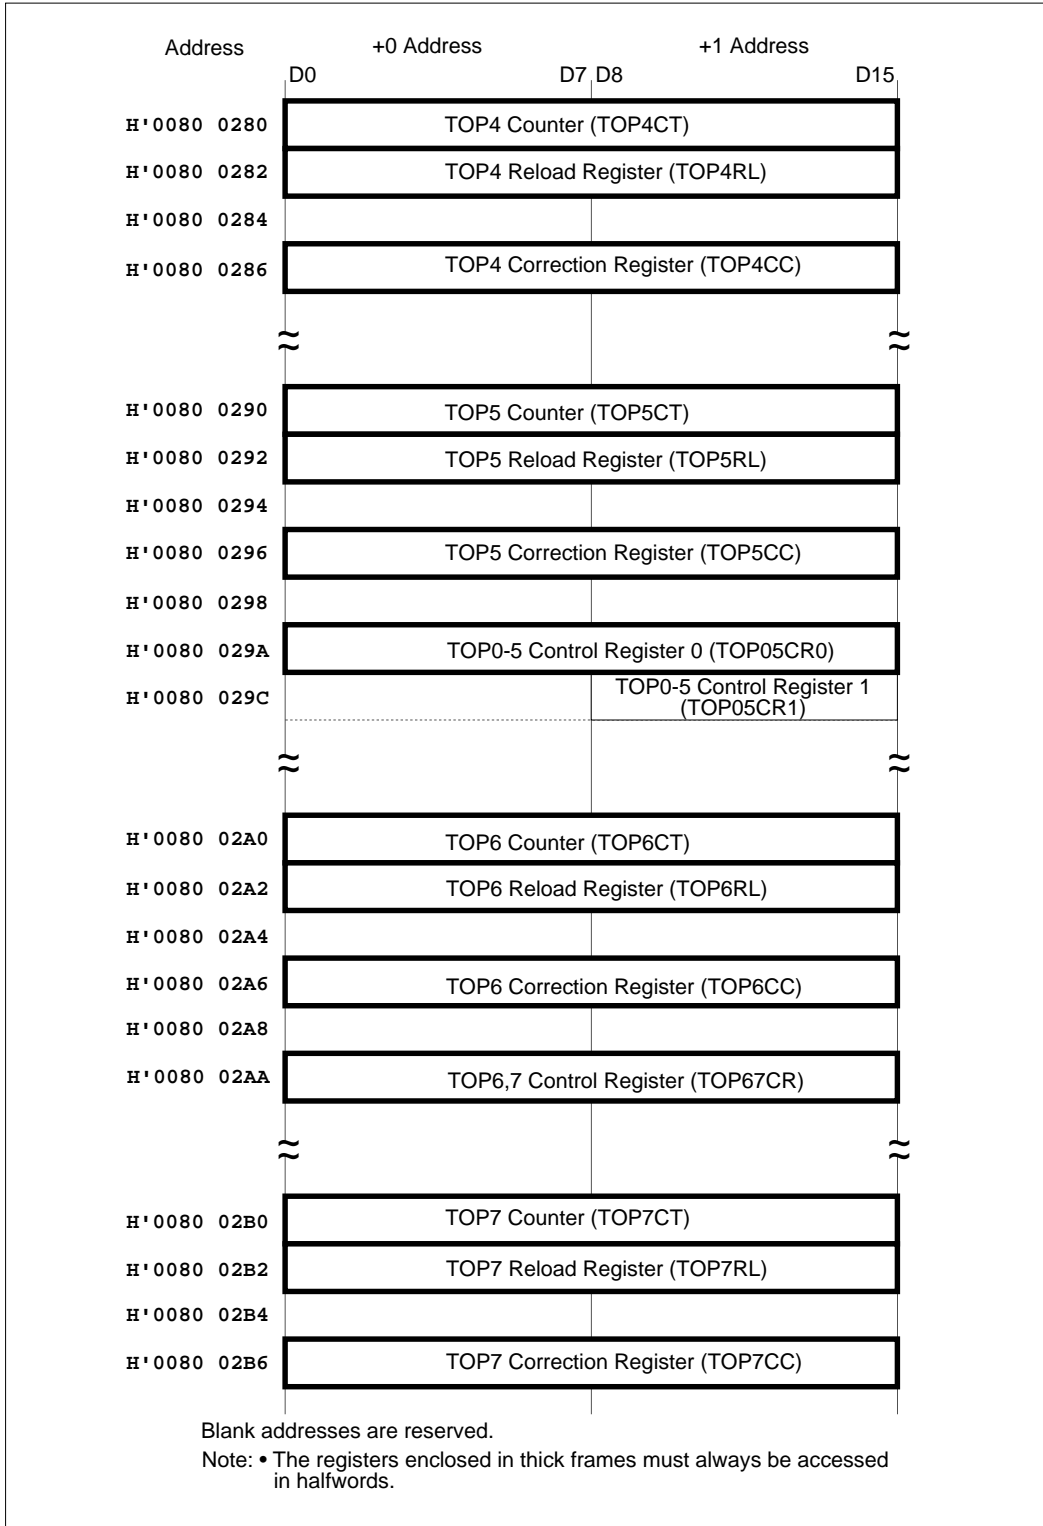 Address +0 Address +1 Address
D0 D7 D8 D15
H'0080 0280 TOP4 Counter (TOP4CT)
H'0080 0282 TOP4 Reload Register (TOP4RL)
H'0080 0284
H'0080 0286 TOP4 Correction Register (TOP4CC)
≈ ≈
H'0080 0290 TOP5 Counter (TOP5CT)
H'0080 0292 TOP5 Reload Register (TOP5RL)
H'0080 0294
H'0080 0296 TOP5 Correction Register (TOP5CC)
H'0080 0298
H'0080 029A TOP0-5 Control Register 0 (TOP05CR0)
H'0080 029C TOP0-5 Control Register 1
(TOP05CR1)
≈ ≈
H'0080 02A0 TOP6 Counter (TOP6CT)
H'0080 02A2 TOP6 Reload Register (TOP6RL)
H'0080 02A4
H'0080 02A6 TOP6 Correction Register (TOP6CC)
H'0080 02A8
H'0080 02AA TOP6,7 Control Register (TOP67CR)
≈ ≈
H'0080 02B0 TOP7 Counter (TOP7CT)
H'0080 02B2 TOP7 Reload Register (TOP7RL)
H'0080 02B4
H'0080 02B6 TOP7 Correction Register (TOP7CC)
Blank addresses are reserved.
Note: • The registers enclosed in thick frames must always be accessed
in halfwords.